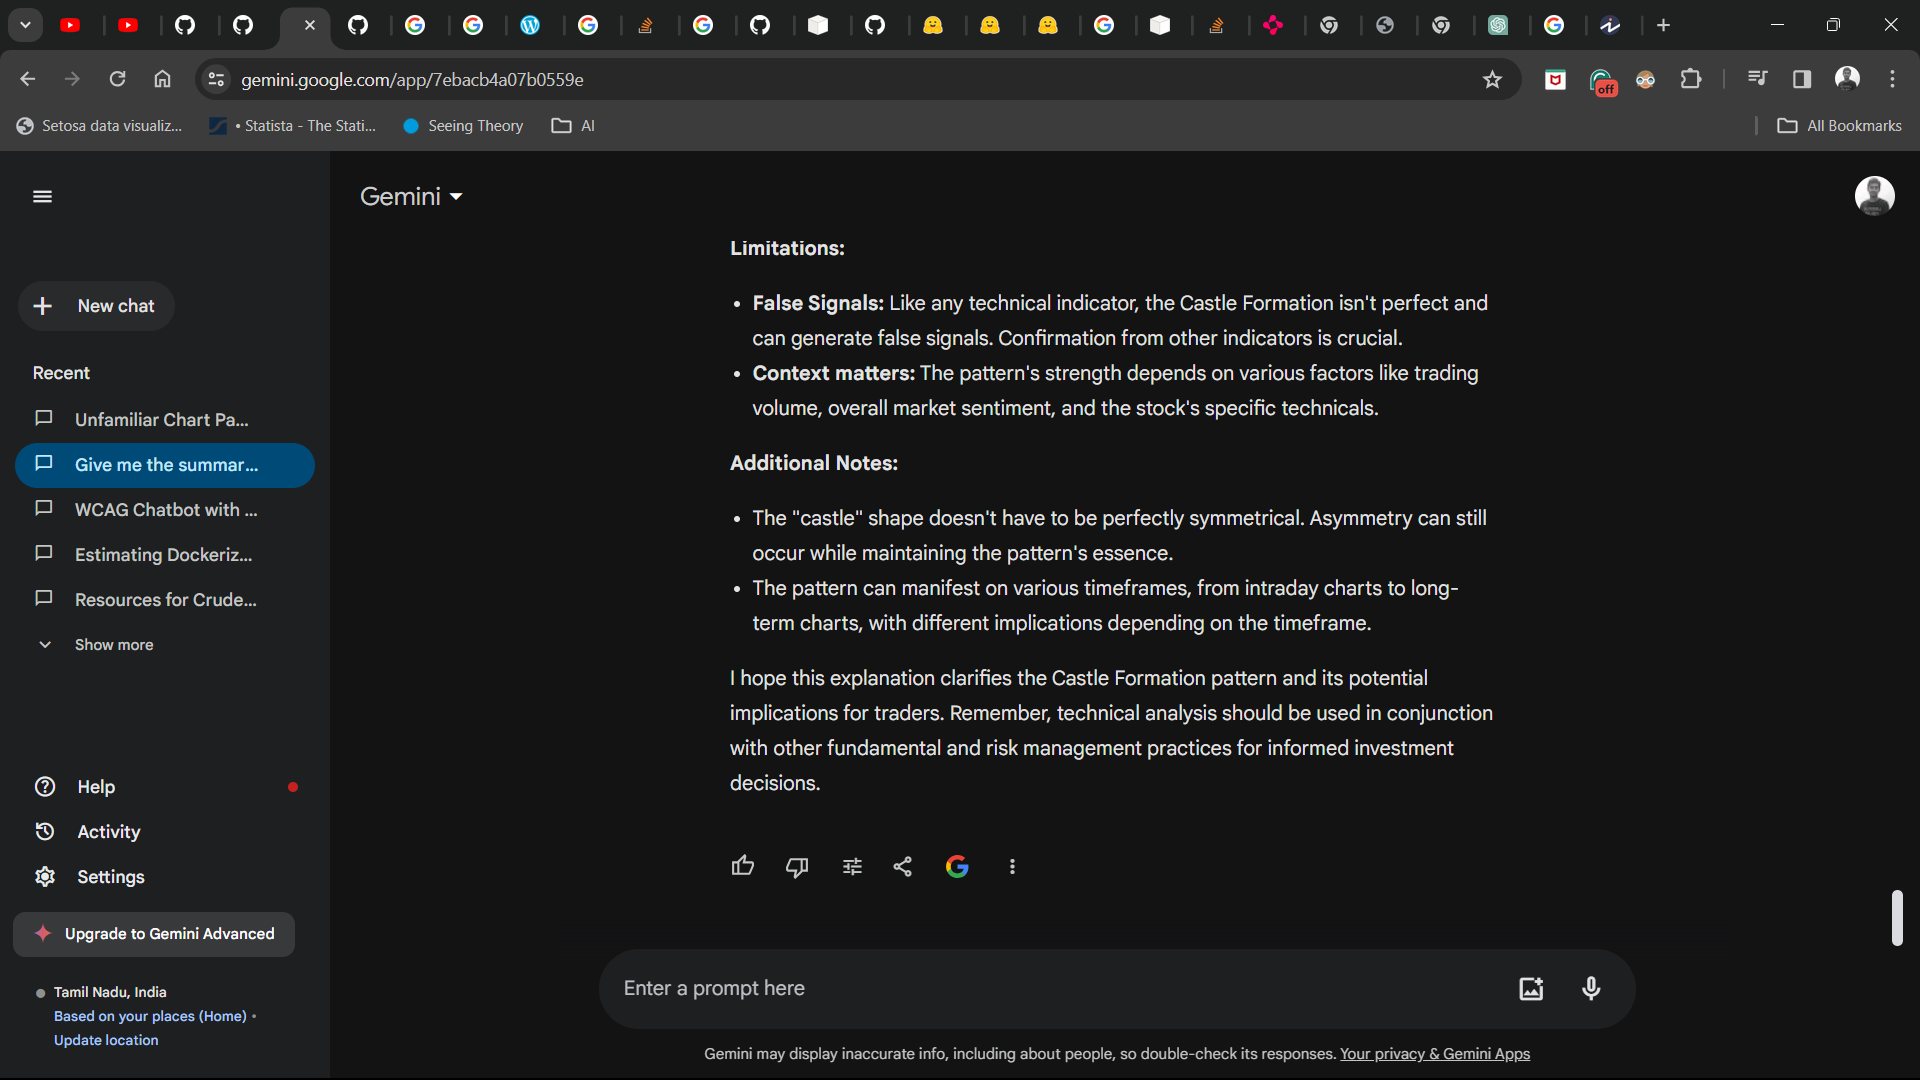 gemini.google.com/app/7ebacb4a07b0559e
off
Setosa data visualiz...
• Statista - The Stati...
Seeing Theory
AI
All Bookmarks
Gemini
New chat
Recent
Unfamiliar Chart Pa...
Give me the summar...
WCAG Chatbot with ...
Estimating Dockeriz...
Resources for Crude...
Show more
Help
Activity
Settings
Upgrade to Gemini Advanced
Tamil Nadu, India
Based on your places (Home) •
Update location
Limitations:
• False Signals: Like any technical indicator, the Castle Formation isn't perfect and
can generate false signals. Confirmation from other indicators is crucial.
• Context matters: The pattern's strength depends on various factors like trading
volume, overall market sentiment, and the stock's specific technicals.
Additional Notes:
• The "castle" shape doesn't have to be perfectly symmetrical. Asymmetry can still
occur while maintaining the pattern's essence.
• The pattern can manifest on various timeframes, from intraday charts to long-
term charts, with different implications depending on the timeframe.
I hope this explanation clarifies the Castle Formation pattern and its potential
implications for traders. Remember, technical analysis should be used in conjunction
with other fundamental and risk management practices for informed investment
decisions.
Enter a prompt here
Gemini may display inaccurate info, including about people, so double-check its responses. Your privacy & Gemini Apps